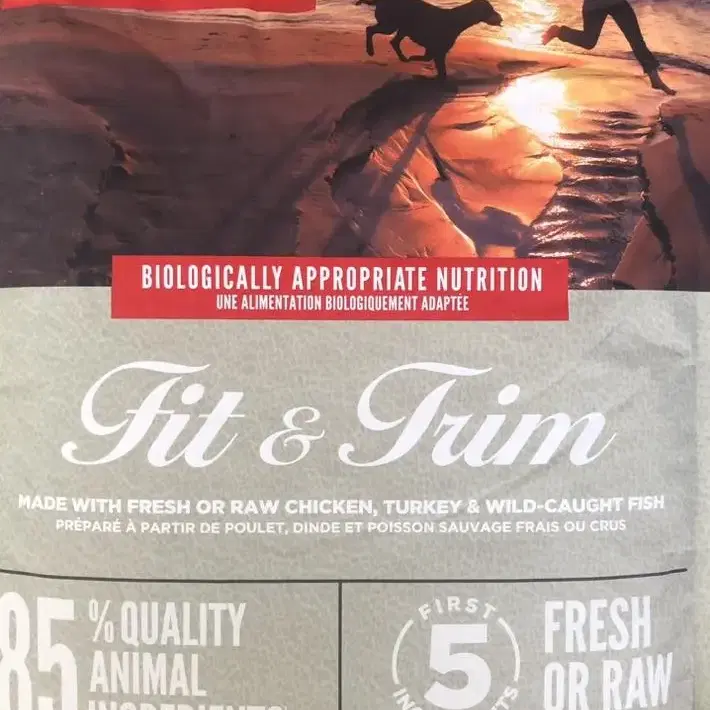 BIOLOGICALLY APPROPRIATE NUTRITION
UNE ALIMENTATION BIOLOGIQUEMENT ADAPTÉE
Fit & Trim
MADE WITH FRESH OR RAW CHICKEN, TURKEY & WILD-CAUGHT FISH
PRÉPARÉ À PARTIR DE POULET, DINDE ET POISSON SAUVAGE FRAIS OU CRUS
85% QUALITY
ANIMAL
INGREDIENTS
FIRST
5
INGREDIENTS
FRESH
OR RAW